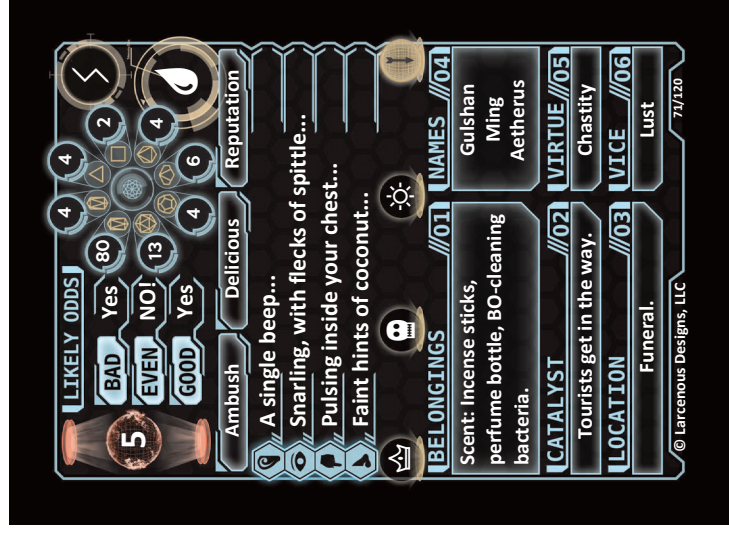 5
LIKELY ODDS
BAD Yes
EVEN NO!
GOOD Yes
80
4
4
2
13
4
6
4
Ambush Delicious Reputation
A single beep...
Snarling, with flecks of spittle...
Pulsing inside your chest...
Faint hints of coconut...
BELONGINGS //01
Scent: Incense sticks,
perfume bottle, BO-cleaning
bacteria.
CATALYST //02
Tourists get in the way.
LOCATION //03
Funeral.
NAMES //04
Gulshan
Ming
Aetherus
VIRTUE //05
Chastity
VICE //06
Lust
© Larcenous Designs, LLC
71/120